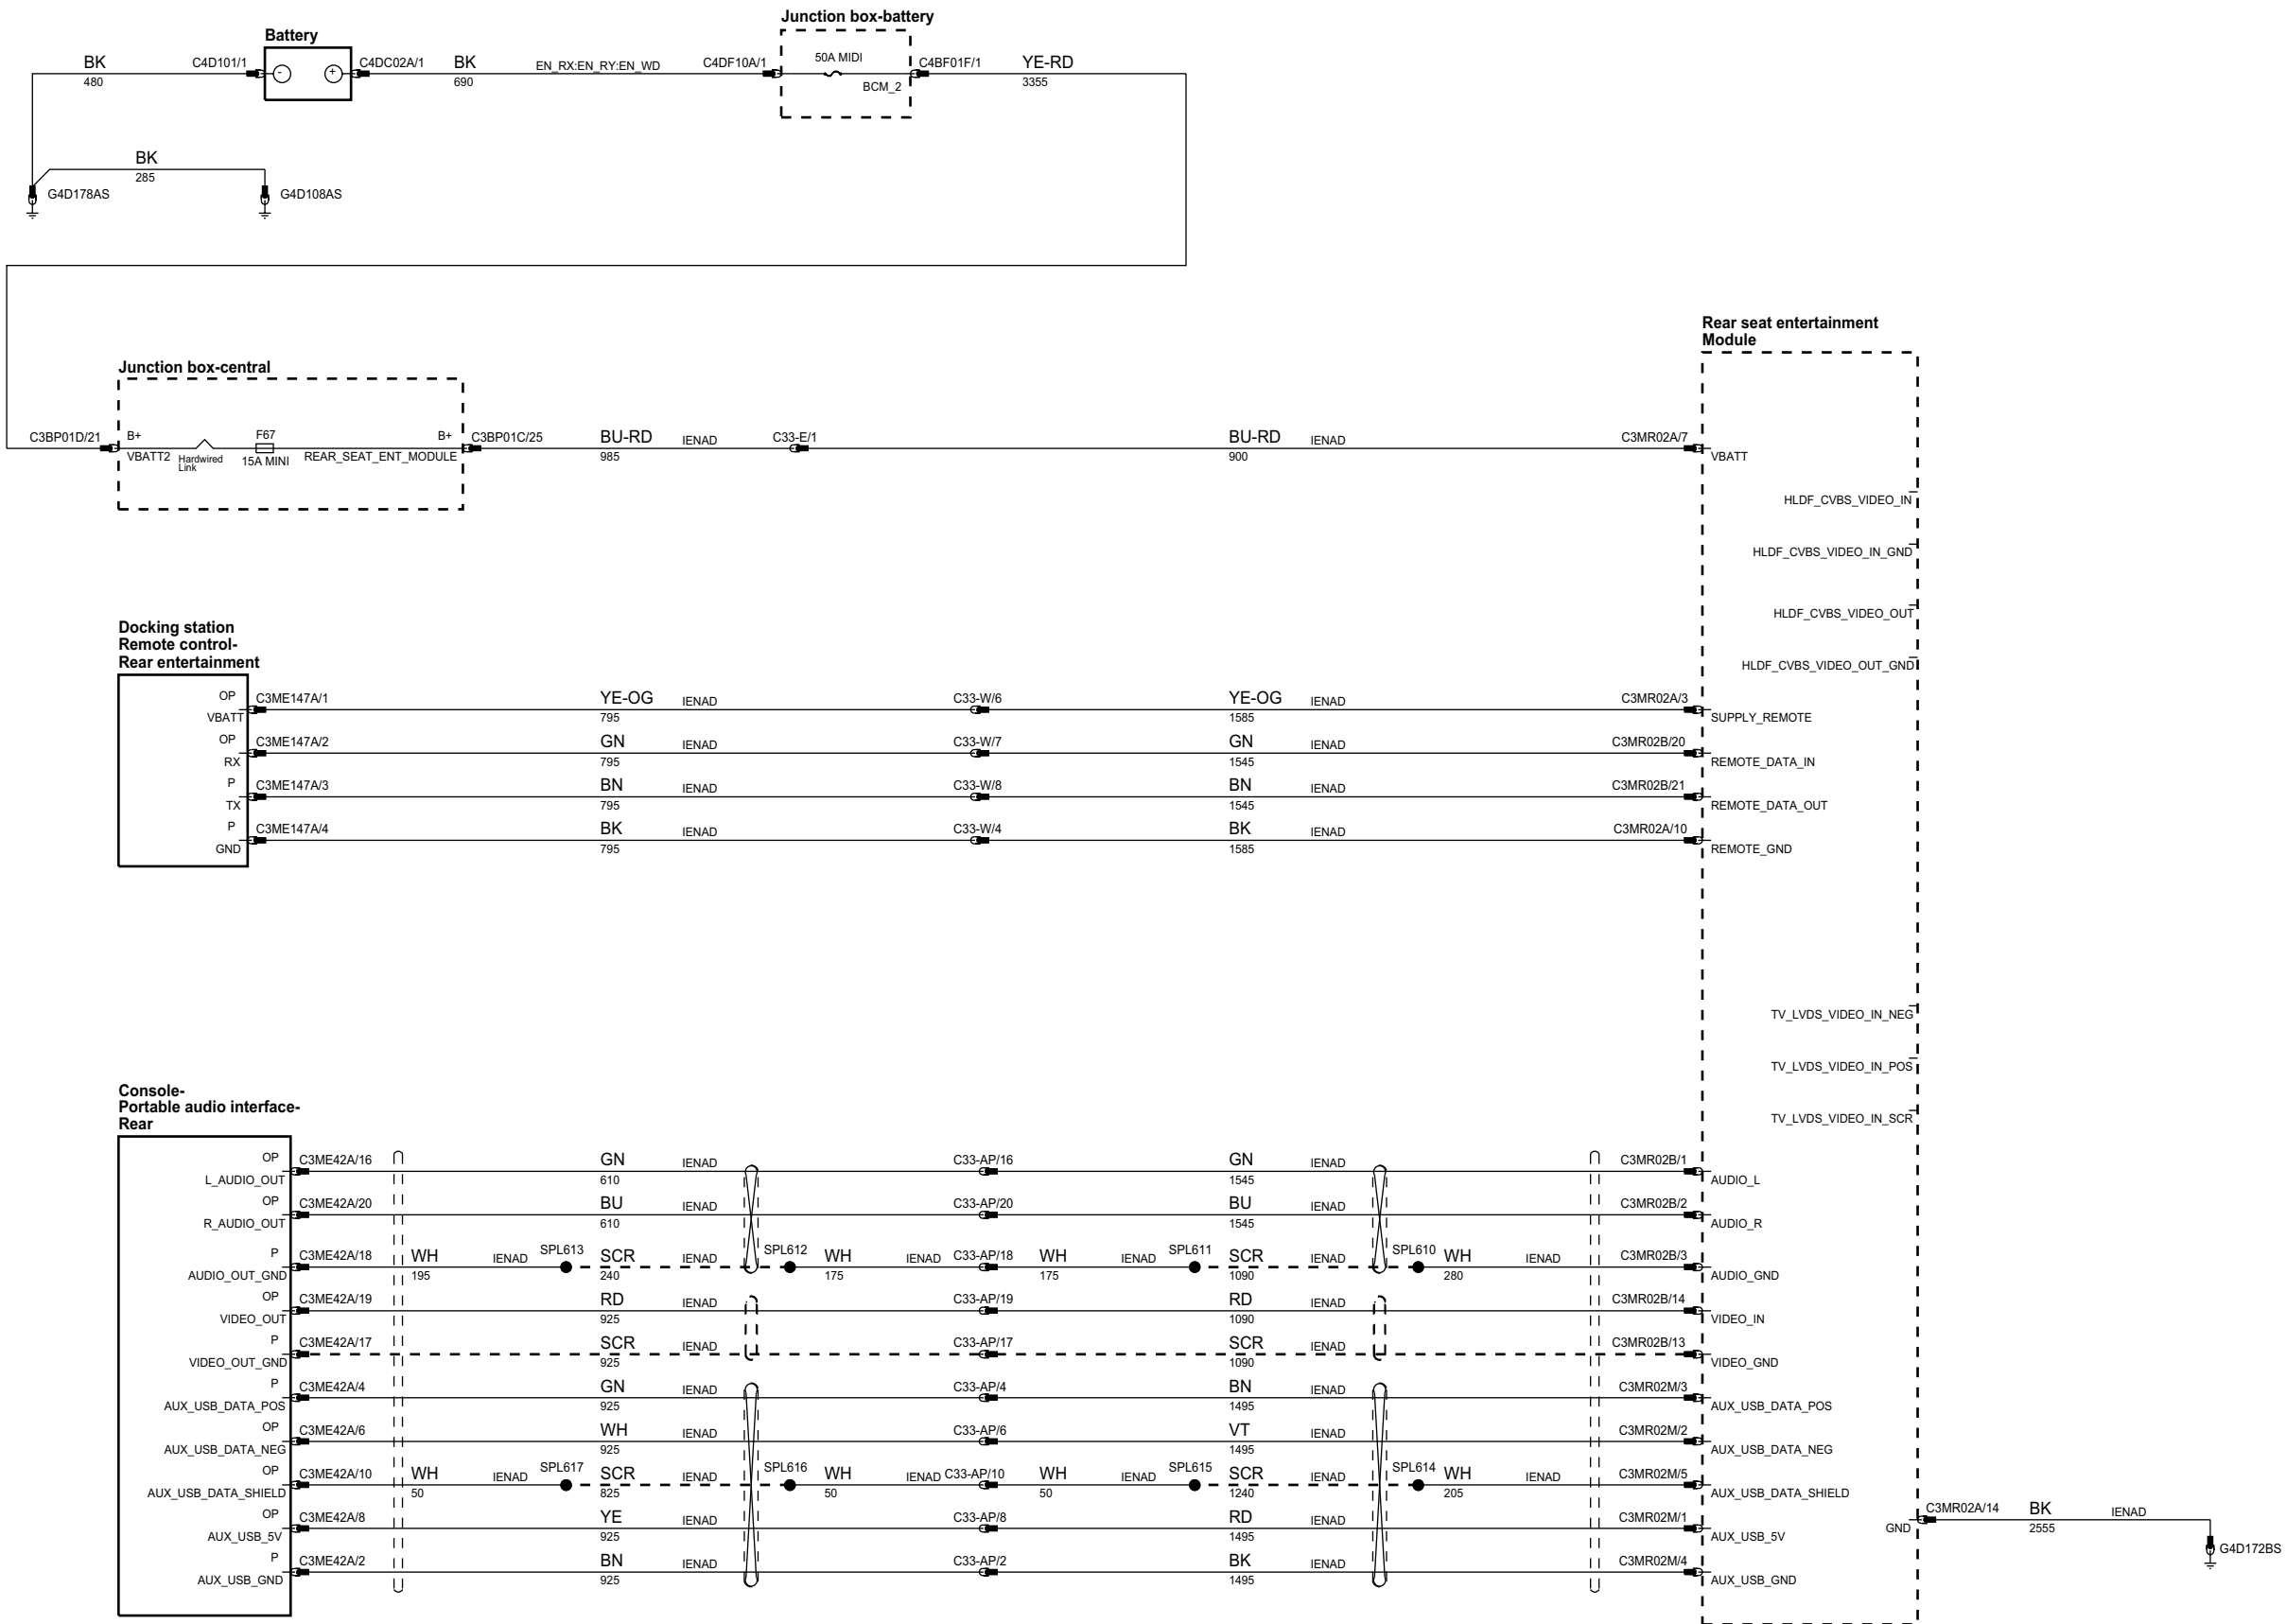 Junction box-battery
Battery
BK
480
C4D101/1
-
+
C4DC02A/1
BK
690
EN_RX:EN_RY:EN_WD
C4DF10A/1
50A MIDI
BCM_2
C4BF01F/1
YE-RD
3355
BK
285
G4D178AS
G4D108AS
Rear seat entertainment
Module
Junction box-central
C3BP01D/21
B+
VBATT2
Hardwired
Link
F67
15A MINI
B+
REAR_SEAT_ENT_MODULE
C3BP01C/25
BU-RD
985
IENAD
C33-E/1
BU-RD
900
IENAD
C3MR02A/7
VBATT
HLDF_CVBS_VIDEO_IN
HLDF_CVBS_VIDEO_IN_GND
HLDF_CVBS_VIDEO_OUT
HLDF_CVBS_VIDEO_OUT_GND
Docking station
Remote control-
Rear entertainment
OP
VBATT
C3ME147A/1
YE-OG
795
IENAD
C33-W/6
YE-OG
1585
IENAD
C3MR02A/3
SUPPLY_REMOTE
OP
RX
C3ME147A/2
GN
795
IENAD
C33-W/7
GN
1545
IENAD
C3MR02B/20
REMOTE_DATA_IN
P
TX
C3ME147A/3
BN
795
IENAD
C33-W/8
BN
1545
IENAD
C3MR02B/21
REMOTE_DATA_OUT
P
GND
C3ME147A/4
BK
795
IENAD
C33-W/4
BK
1585
IENAD
C3MR02A/10
REMOTE_GND
TV_LVDS_VIDEO_IN_NEG
TV_LVDS_VIDEO_IN_POS
TV_LVDS_VIDEO_IN_SCR
Console-
Portable audio interface-
Rear
OP
L_AUDIO_OUT
C3ME42A/16
GN
610
IENAD
C33-AP/16
GN
1545
IENAD
C3MR02B/1
AUDIO_L
OP
R_AUDIO_OUT
C3ME42A/20
BU
610
IENAD
C33-AP/20
BU
1545
IENAD
C3MR02B/2
AUDIO_R
P
AUDIO_OUT_GND
C3ME42A/18
WH
195
IENAD
SPL613
SCR
240
IENAD
SPL612
WH
175
IENAD
C33-AP/18
WH
175
IENAD
SPL611
SCR
1090
IENAD
SPL610
WH
280
IENAD
C3MR02B/3
AUDIO_GND
OP
VIDEO_OUT
C3ME42A/19
RD
925
IENAD
C33-AP/19
RD
1090
IENAD
C3MR02B/14
VIDEO_IN
P
VIDEO_OUT_GND
C3ME42A/17
SCR
925
IENAD
C33-AP/17
SCR
1090
IENAD
C3MR02B/13
VIDEO_GND
P
AUX_USB_DATA_POS
C3ME42A/4
GN
925
IENAD
C33-AP/4
BN
1495
IENAD
C3MR02M/3
AUX_USB_DATA_POS
OP
AUX_USB_DATA_NEG
C3ME42A/6
WH
925
IENAD
C33-AP/6
VT
1495
IENAD
C3MR02M/2
AUX_USB_DATA_NEG
OP
AUX_USB_DATA_SHIELD
C3ME42A/10
WH
50
IENAD
SPL617
SCR
825
IENAD
SPL616
WH
50
IENAD
C33-AP/10
WH
50
IENAD
SPL615
SCR
1240
IENAD
SPL614
WH
205
IENAD
C3MR02M/5
AUX_USB_DATA_SHIELD
OP
AUX_USB_5V
C3ME42A/8
YE
925
IENAD
C33-AP/8
RD
1495
IENAD
C3MR02M/1
AUX_USB_5V
P
AUX_USB_GND
C3ME42A/2
BN
925
IENAD
C33-AP/2
BK
1495
IENAD
C3MR02M/4
AUX_USB_GND
GND
C3MR02A/14
BK
2555
IENAD
G4D172BS